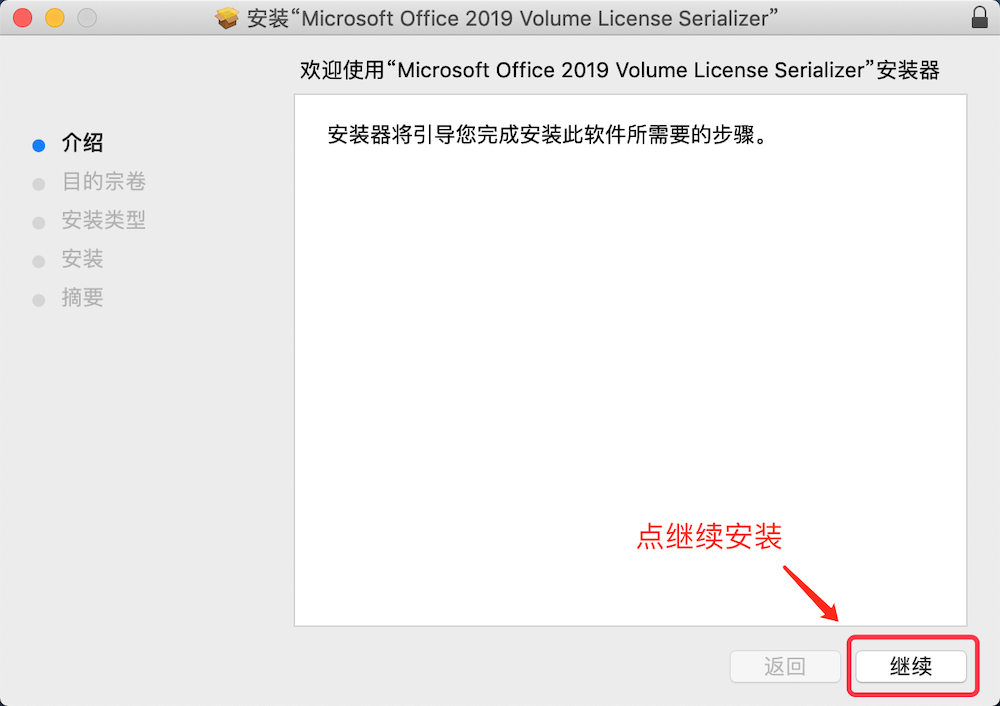 安装“Microsoft Office 2019 Volume License Serializer”
欢迎使用“Microsoft Office 2019 Volume License Serializer”安装器
介绍
目的宗卷
安装类型
安装
摘要
安装器将引导您完成安装此软件所需要的步骤。
点继续安装
返回
继续